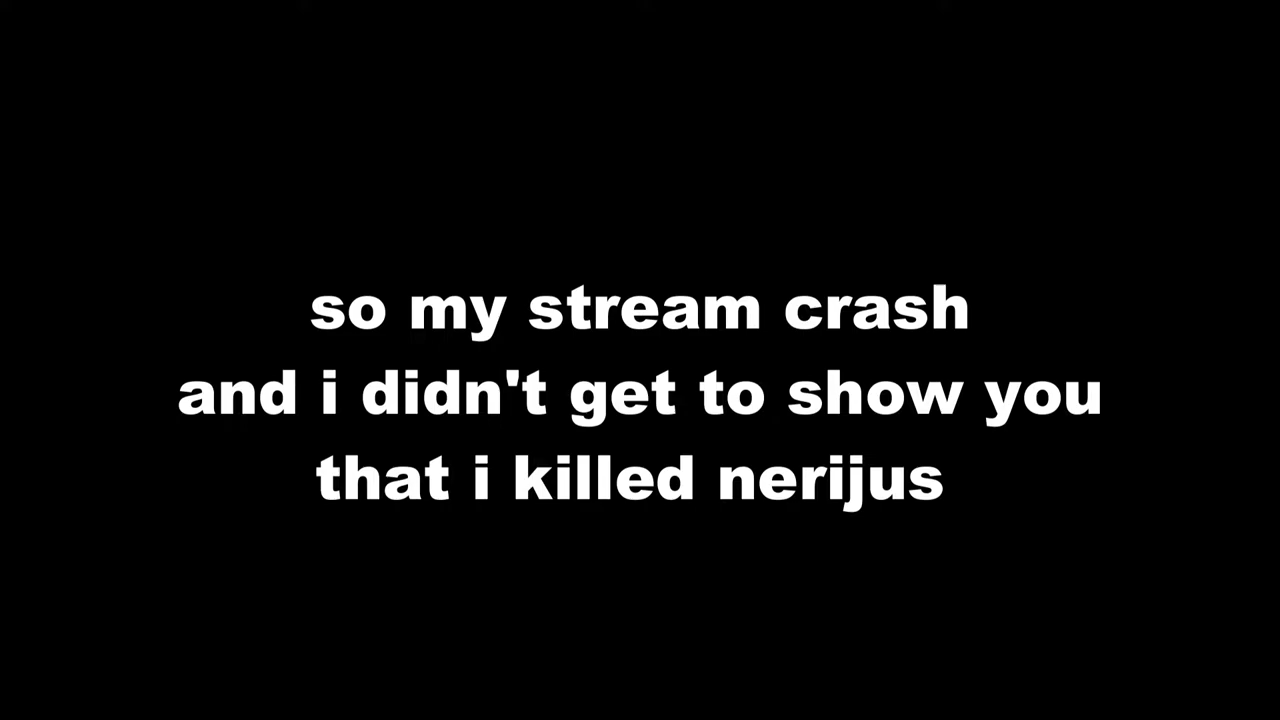 so my stream crash
and i didn't get to show you
that i killed nerijus